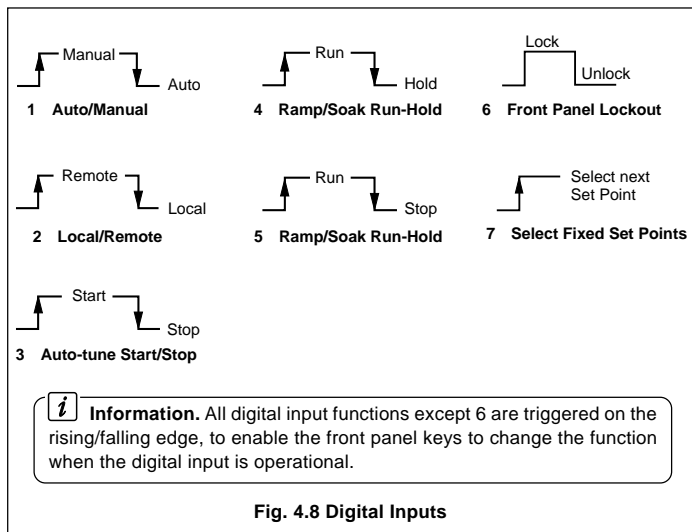 Manual
Auto
1 Auto/Manual
Run
Hold
4 Ramp/Soak Run-Hold
Lock
Unlock
6 Front Panel Lockout
Remote
Local
2 Local/Remote
Run
Stop
5 Ramp/Soak Run-Hold
Select next
Set Point
7 Select Fixed Set Points
Start
Stop
3 Auto-tune Start/Stop
i Information. All digital input functions except 6 are triggered on the
rising/falling edge, to enable the front panel keys to change the function
when the digital input is operational.
Fig. 4.8 Digital Inputs